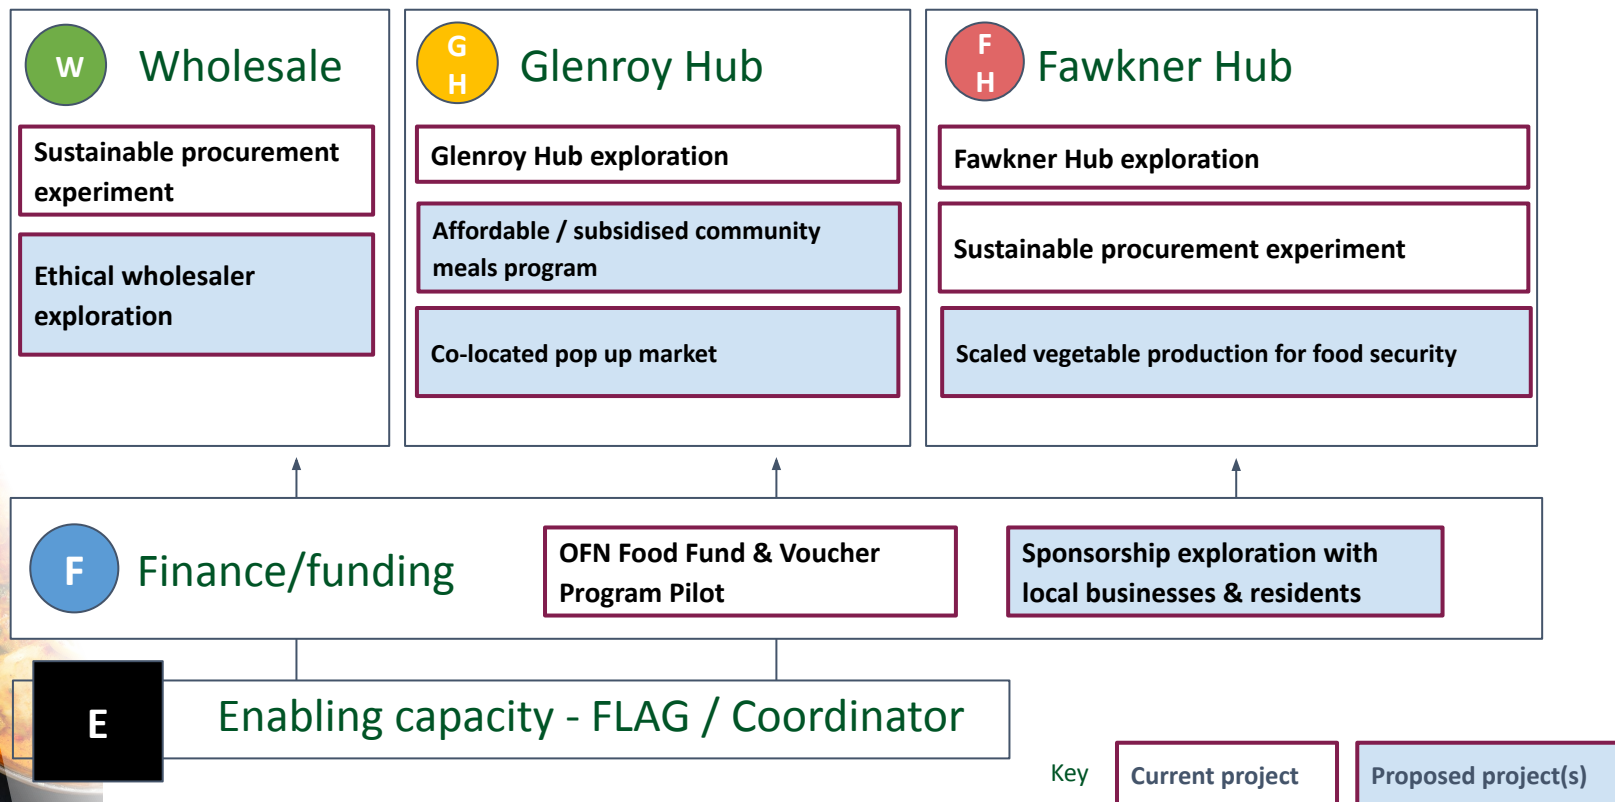 W
Wholesale
Sustainable procurement
experiment
Ethical wholesaler
exploration
G
H
Glenroy Hub
Glenroy Hub exploration
Affordable / subsidised community
meals program
Co-located pop up market
F
H
Fawkner Hub
Fawkner Hub exploration
Sustainable procurement experiment
Scaled vegetable production for food security
F
Finance/funding
OFN Food Fund & Voucher
Program Pilot
Sponsorship exploration with
local businesses & residents
E
Enabling capacity - FLAG / Coordinator
Key
Current project
Proposed project(s)